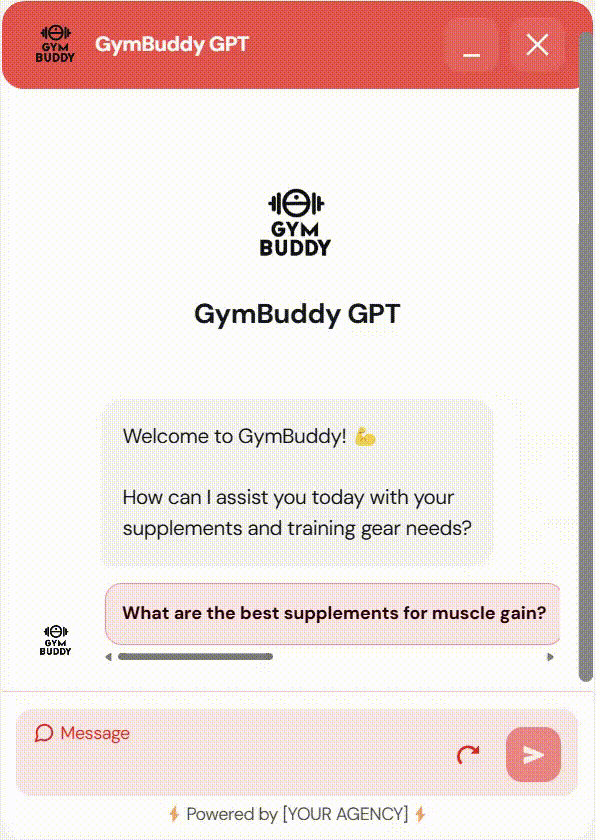 GYM
BUDDY
GymBuddy GPT
GYM
BUDDY
GymBuddy GPT
Welcome to GymBuddy! 💪
How can I assist you today with your
supplements and training gear needs?
What are the best supplements for muscle gain?
GYM
BUDDY
Message
⚡ Powered by [YOUR AGENCY] ⚡